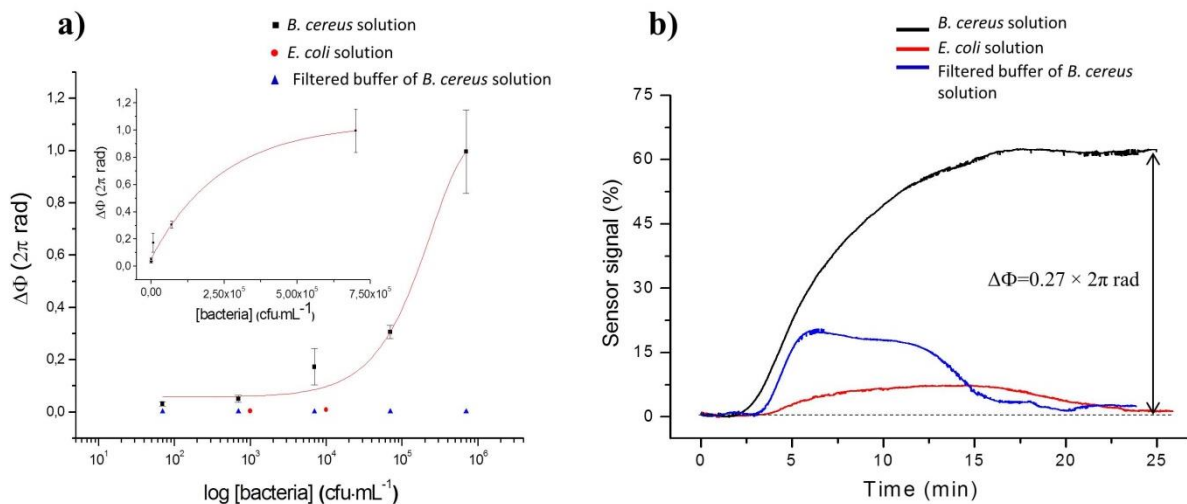 a)
B. cereus solution
E. coli solution
Filtered buffer of B. cereus solution
1,2
1,0
0,8
0,6
0,4
0,2
0,0
ΔΦ (2π rad)
10¹ 10² 10³ 10⁴ 10⁵ 10⁶
log [bacteria] (cfu·mL⁻¹)
1,2
1,0
0,8
0,6
0,4
0,2
0,0
ΔΦ (2π rad)
0,00 2,50x10⁵ 5,00x10⁵ 7,50x10⁵
[bacteria] (cfu·mL⁻¹)
b)
B. cereus solution
E. coli solution
Filtered buffer of B. cereus
solution
75
60
45
30
15
0
Sensor signal (%)
ΔΦ=0.27 × 2π rad
0 5 10 15 20 25
Time (min)